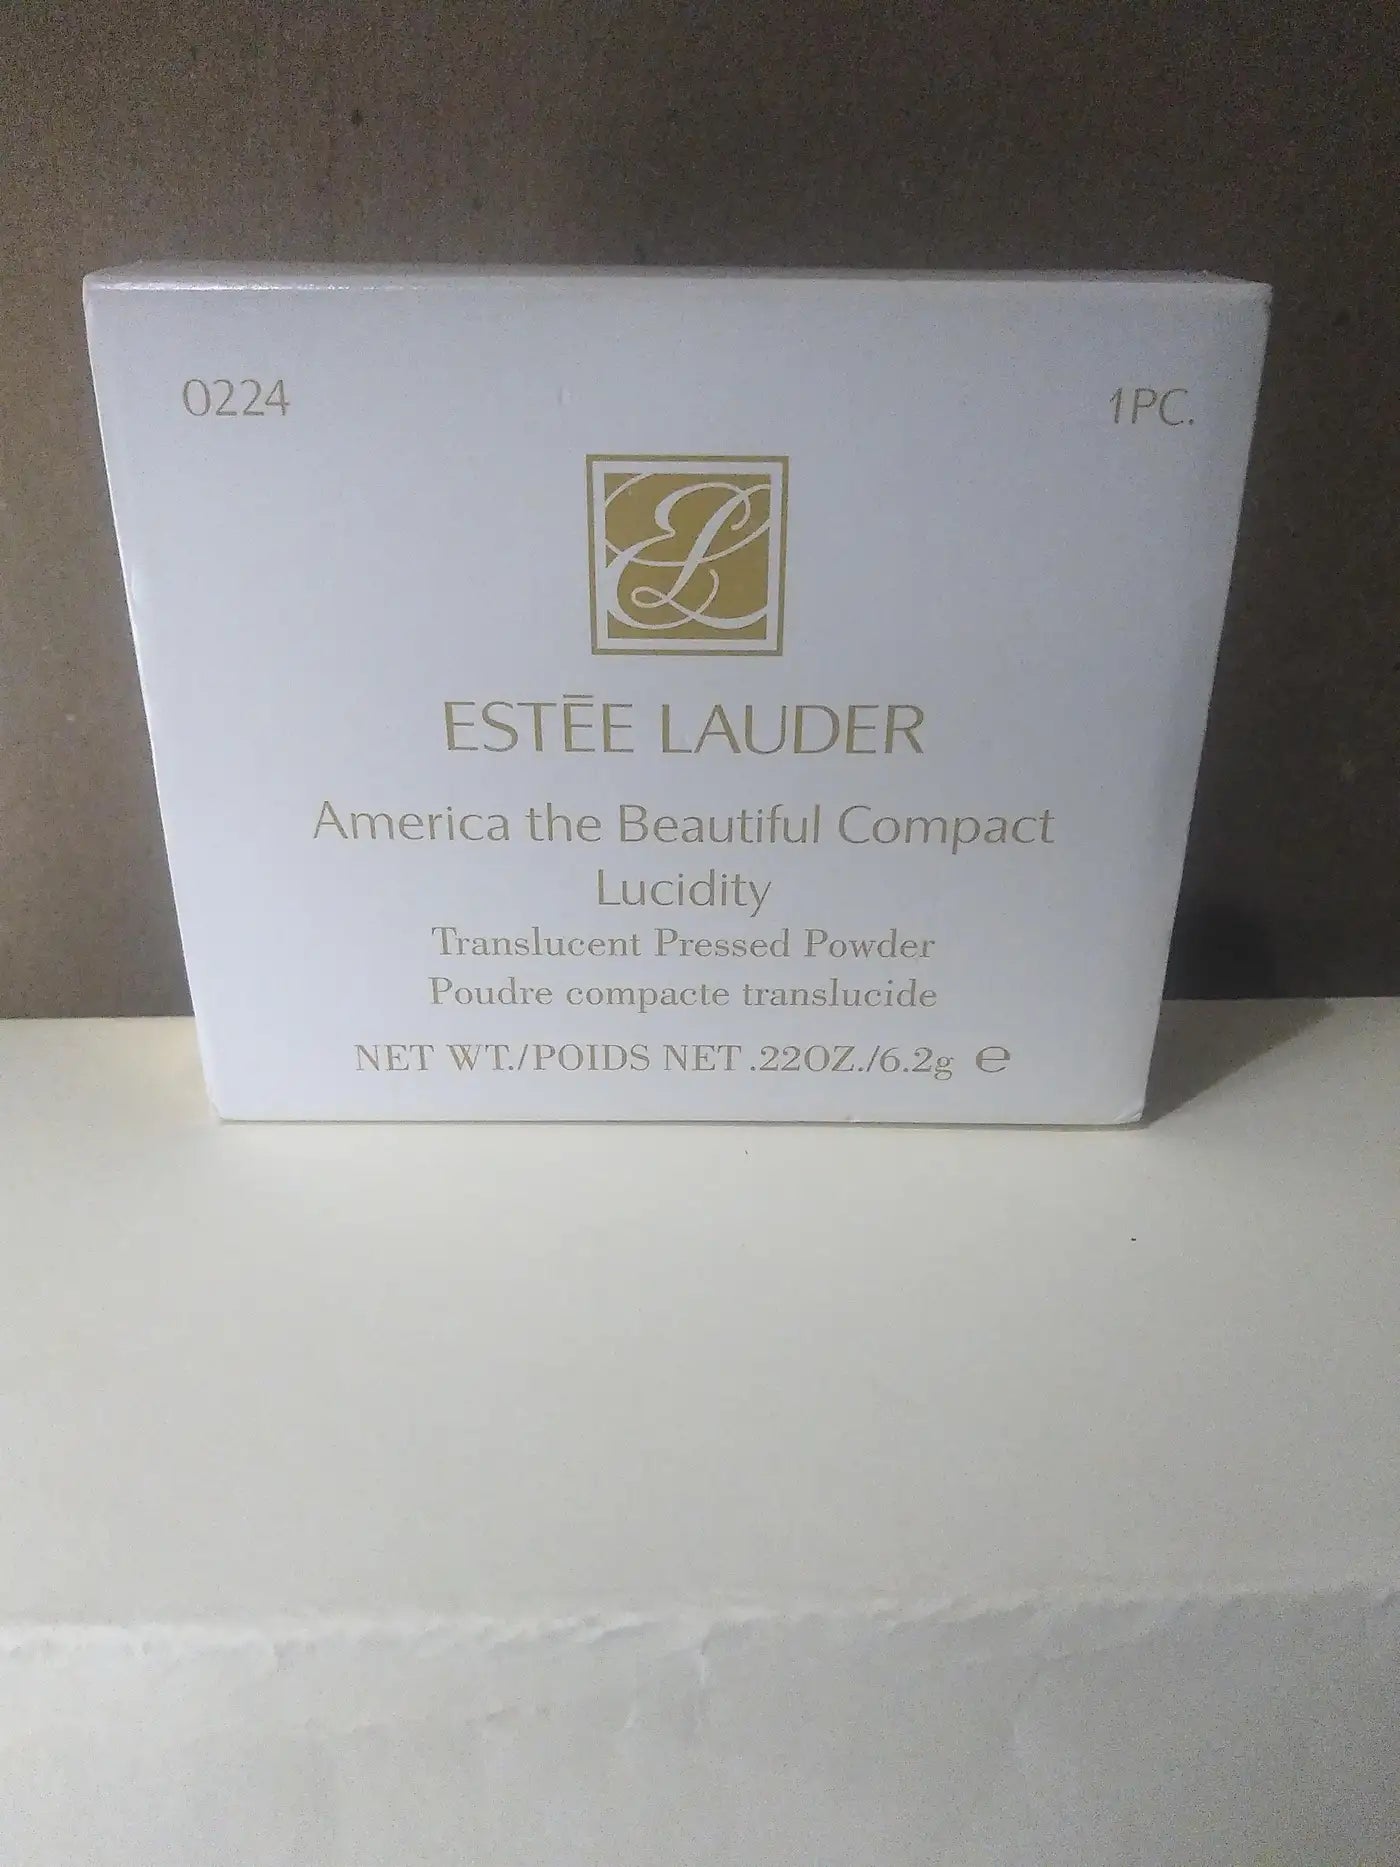 0224 1PC.
EL
ESTĒE LAUDER
America the Beautiful Compact
Lucidity
Translucent Pressed Powder
Poudre compacte translucide
NET WT./POIDS NET .22OZ./6.2g ℮